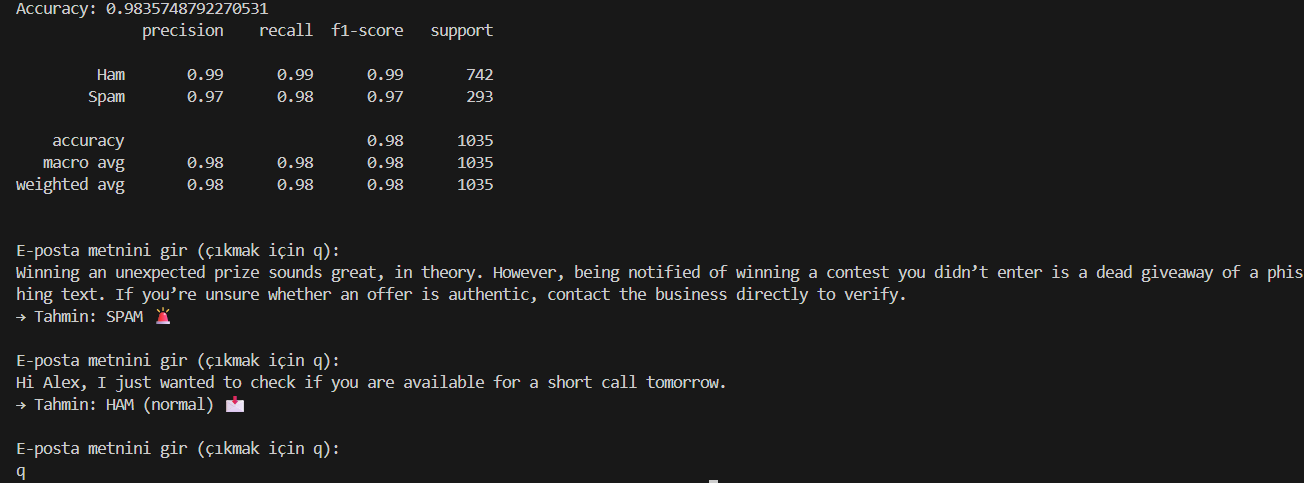 Accuracy: 0.9835748792270531
precision recall f1-score support
Ham 0.99 0.99 0.99 742
Spam 0.97 0.98 0.97 293
accuracy 0.98 1035
macro avg 0.98 0.98 0.98 1035
weighted avg 0.98 0.98 0.98 1035
E-posta metnini gir (çıkmak için q):
Winning an unexpected prize sounds great, in theory. However, being notified of winning a contest you didn’t enter is a dead giveaway of a phis
hing text. If you’re unsure whether an offer is authentic, contact the business directly to verify.
→ Tahmin: SPAM 🚨
E-posta metnini gir (çıkmak için q):
Hi Alex, I just wanted to check if you are available for a short call tomorrow.
→ Tahmin: HAM (normal) 📩
E-posta metnini gir (çıkmak için q):
q